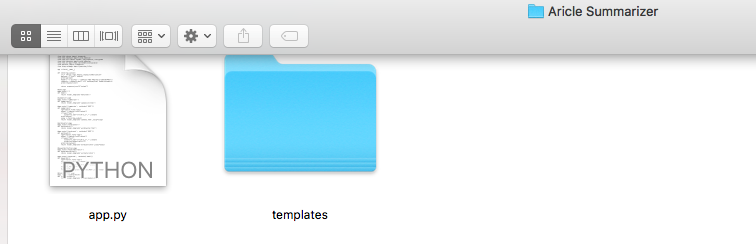 Aricle Summarizer
PYTHON
app.py
templates